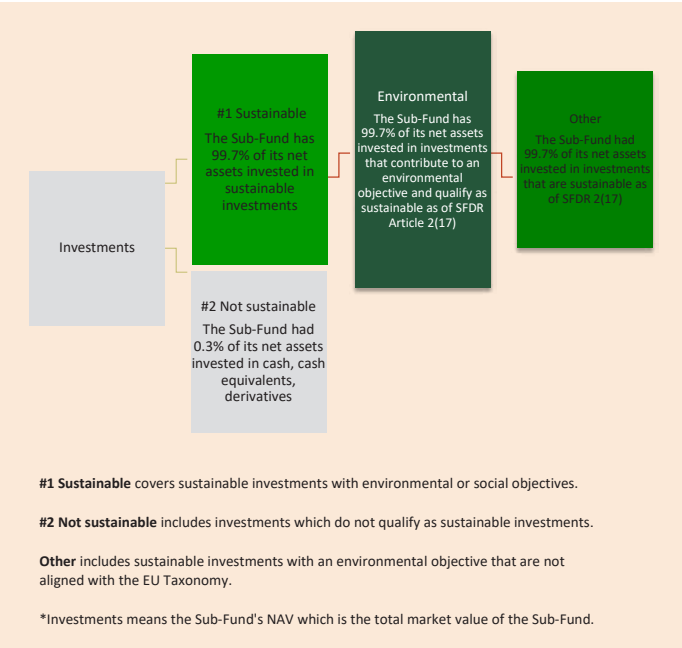 Investments
#1 Sustainable
The Sub-Fund has
99.7% of its net
assets invested in
sustainable
investments
#2 Not sustainable
The Sub-Fund had
0.3% of its net assets
invested in cash, cash
equivalents,
derivatives
Environmental
The Sub-Fund has
99.7% of its net assets
invested in investments
that contribute to an
environmental
objective and qualify as
sustainable as of SFDR
Article 2(17)
Other
The Sub-Fund had
99.7% of its net assets
invested in investments
that are sustainable as
of SFDR 2(17)
#1 Sustainable covers sustainable investments with environmental or social objectives.
#2 Not sustainable includes investments which do not qualify as sustainable investments.
Other includes sustainable investments with an environmental objective that are not
aligned with the EU Taxonomy.
*Investments means the Sub-Fund's NAV which is the total market value of the Sub-Fund.